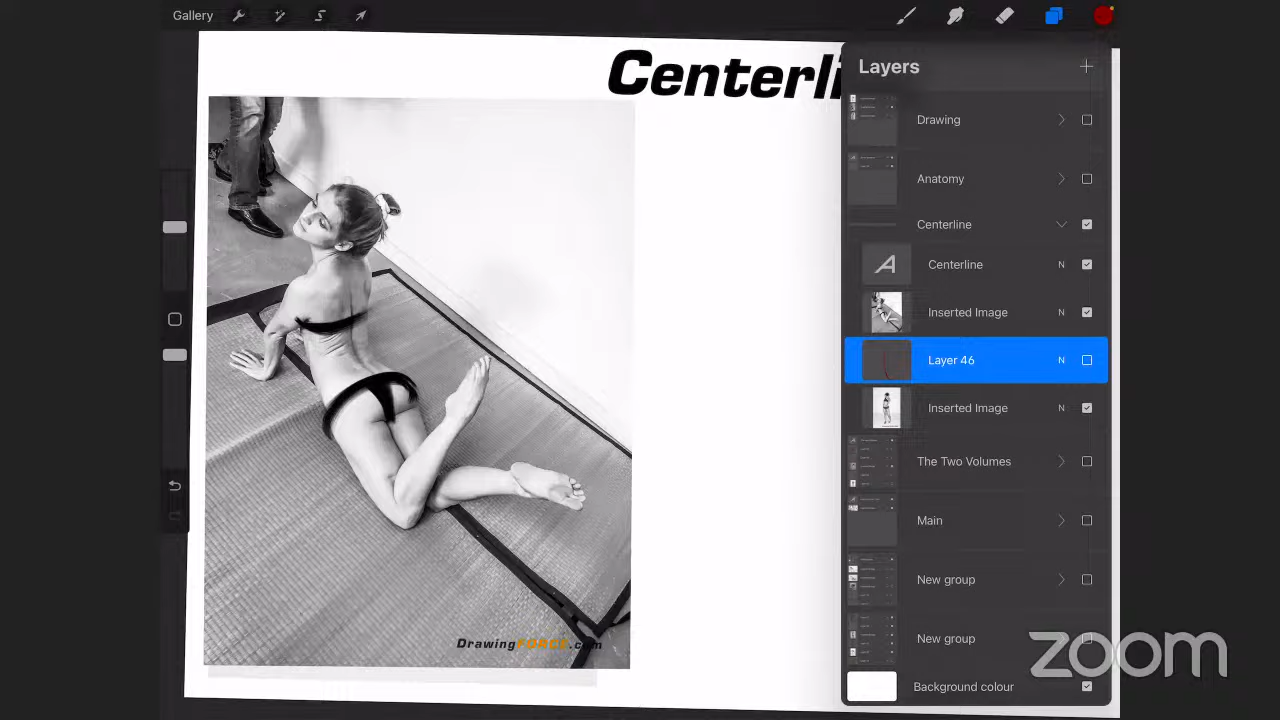 Gallery
Centerli
Layers
Drawing
Anatomy
Centerline
Centerline N
Inserted Image N
Layer 46 N
Inserted Image N
The Two Volumes
Main
New group
New group
Background colour
DrawingFORCE.com
zoom